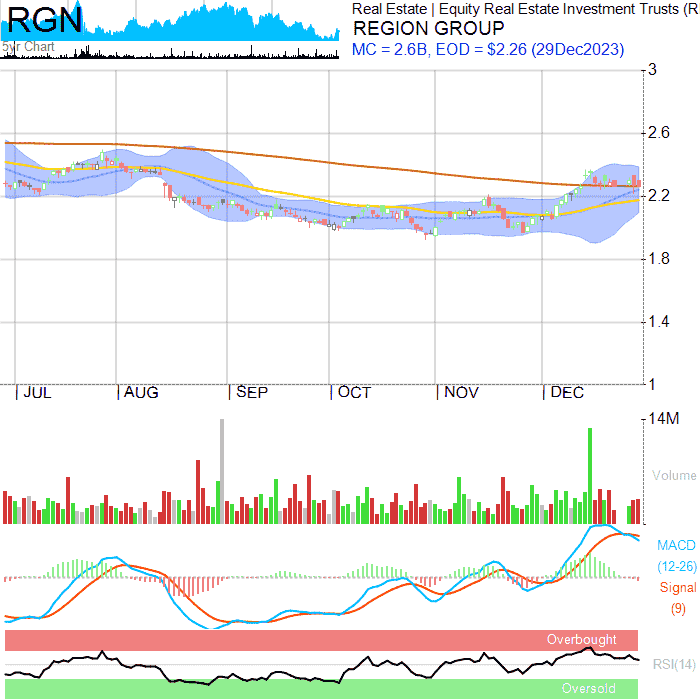 RGN
5yr Chart
Real Estate | Equity Real Estate Investment Trusts (R
REGION GROUP
MC = 2.6B, EOD = $2.26 (29Dec2023)
3
2.6
2.2
1.8
1.4
1
| JUL | AUG | SEP | OCT | NOV | DEC
14M
Volume
MACD
(12-26)
Signal
(9)
Overbought
RSI(14)
Oversold